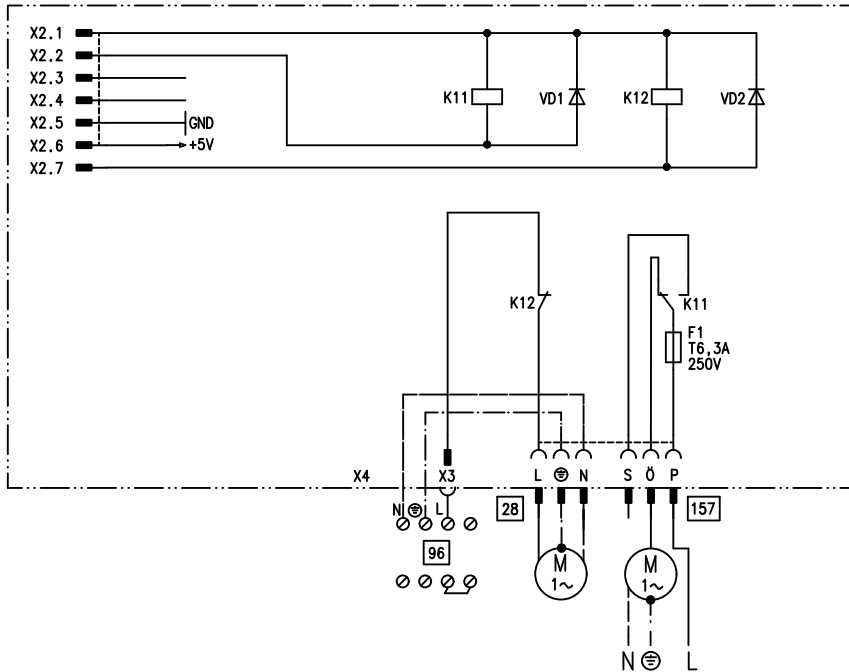 X2.1
X2.2
X2.3
X2.4
X2.5 GND
X2.6 +5V
X2.7
K11 VD1 K12 VD2
K12 K11
F1
T6,3A
250V
X4 X3 L N S Ö P
N L 28 157
96
M
1~
M
1~
N L